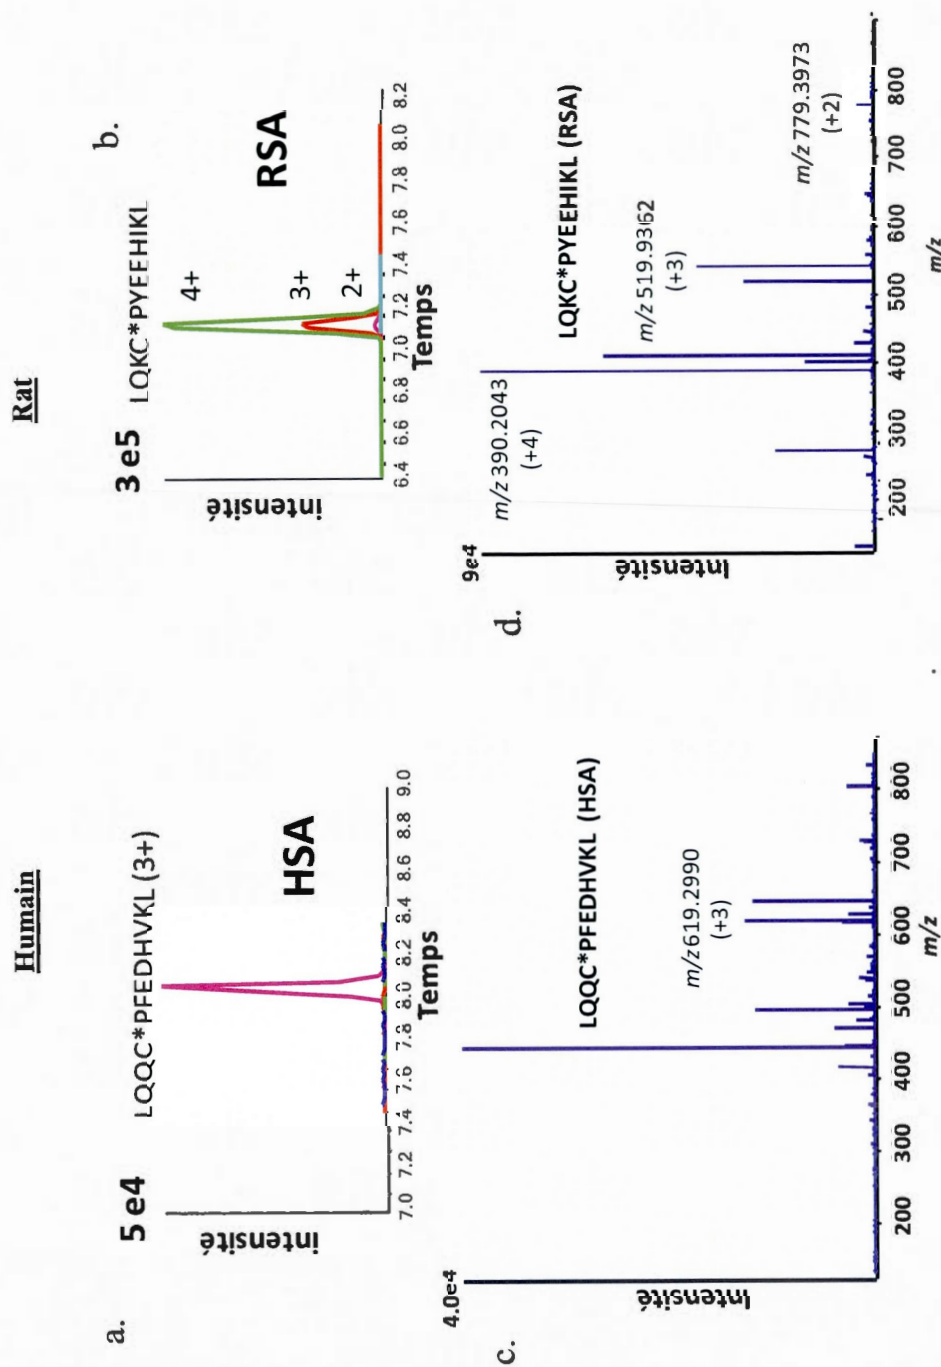 Humain
a.
5 e4
LQQC*PFEDHVKL (3+)
HSA
intensité
7.0 7.2 7.4 7.6 7.8 8.0 8.2 8.4 8.6 8.8 9.0
Temps
Rat
b.
3 e5
LQKC*PYEEHIKL
4+
3+
2+
RSA
intensité
6.4 6.6 6.8 7.0 7.2 7.4 7.6 7.8 8.0 8.2
Temps
c.
4.0e4
LQQC*PFEDHVKL (HSA)
m/z 619.2990
(+3)
Intensité
200 300 400 500 600 700 800
m/z
d.
9e4
m/z 390.2043
(+4)
LQKC*PYEEHIKL (RSA)
m/z 519.9362
(+3)
m/z 779.3973
(+2)
Intensité
200 300 400 500 600 700 800
m/z